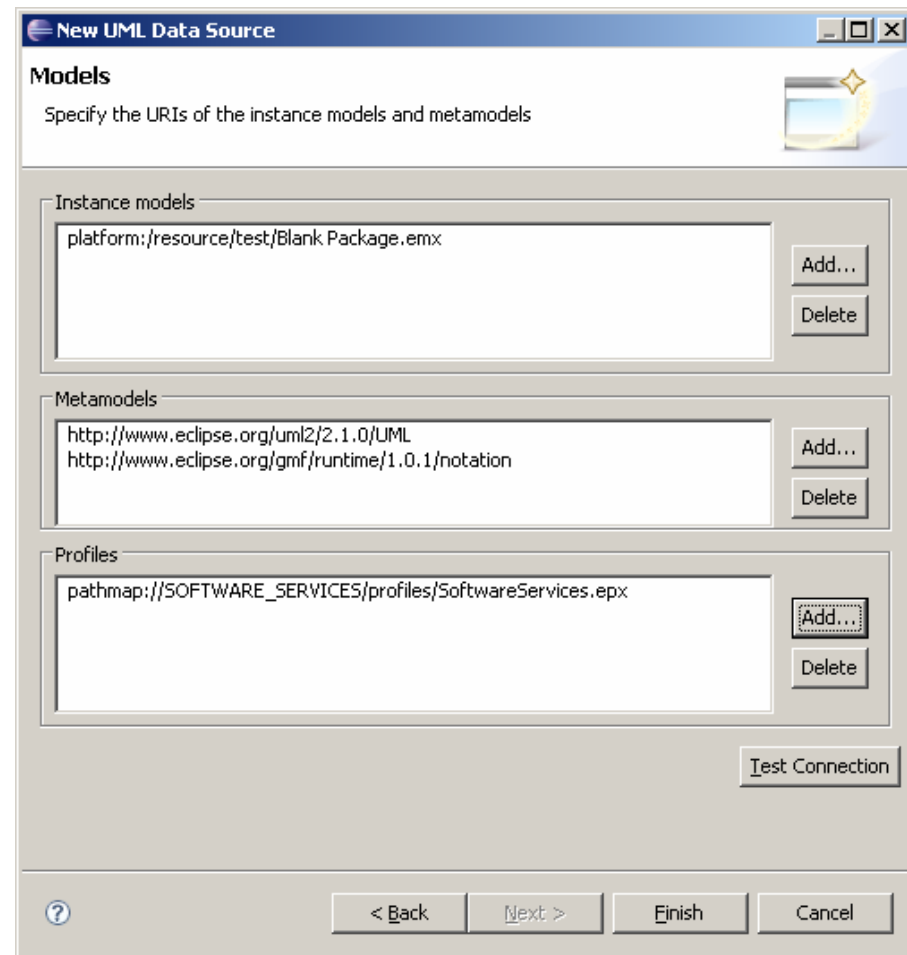 New UML Data Source
Models
Specify the URIs of the instance models and metamodels
Instance models
platform:/resource/test/Blank Package.emx
Add...
Delete
Metamodels
http://www.eclipse.org/uml2/2.1.0/UML
http://www.eclipse.org/gmf/runtime/1.0.1/notation
Add...
Delete
Profiles
pathmap://SOFTWARE_SERVICES/profiles/SoftwareServices.epx
Add...
Delete
Test Connection
?
< Back
Next >
Finish
Cancel